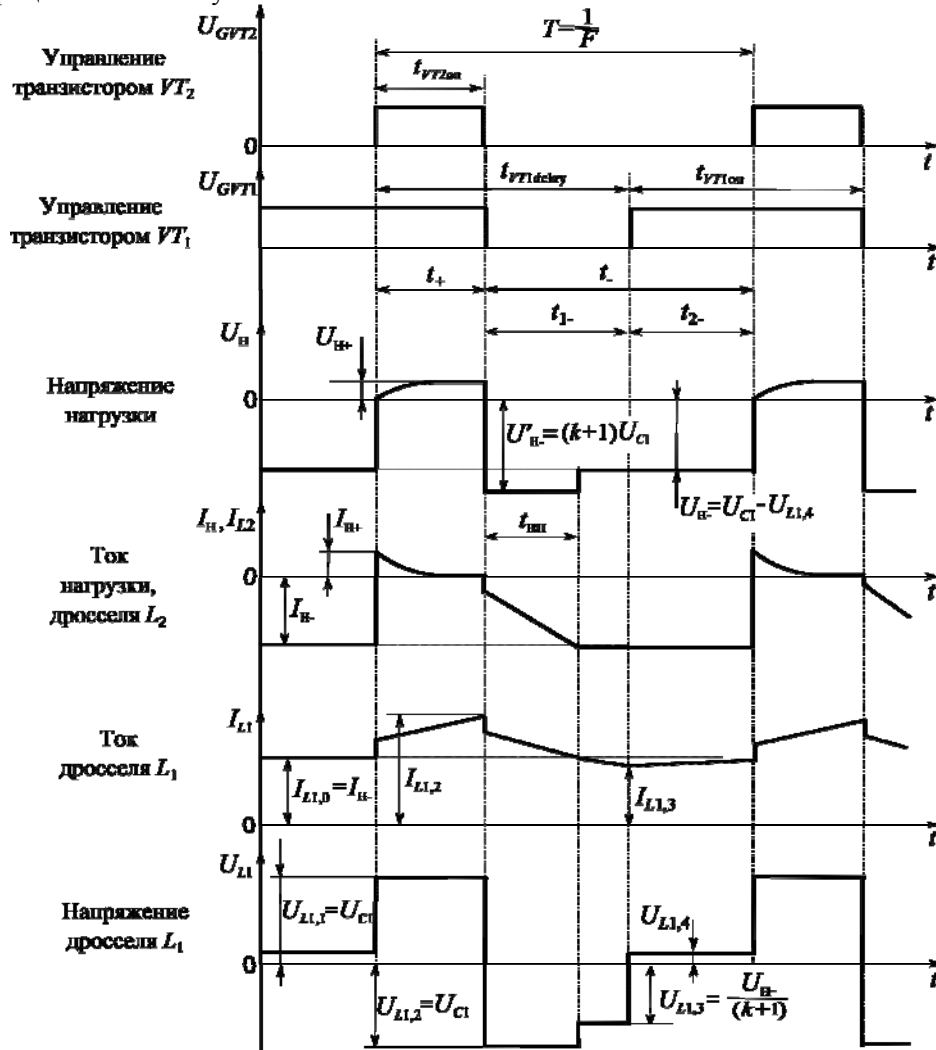 U_GVT2
T=1/F
Управление
транзистором VT₂
t_VT2on
0
t
U_GVT1
t_VT1delay
t_VT1on
Управление
транзистором VT₁
t
t₊
t₋
t₁₋
t₂₋
U_н
U_н+
Напряжение
нагрузки
0
t
U'_н-=(k+1)U_C1
U_н-=U_C1-U_L1,4
I_н, I_L2
I_н+
t_нп
Ток
нагрузки,
дросселя L₂
0
t
I_н-
I_L1
Ток
дросселя L₁
I_L1,0=I_н-
I_L1,2
I_L1,3
0
t
U_L1
Напряжение
дросселя L₁
U_L1,1=U_C1
U_L1,4
0
t
U_L1,2=U_C1
U_L1,3=U_н-/(k+1)